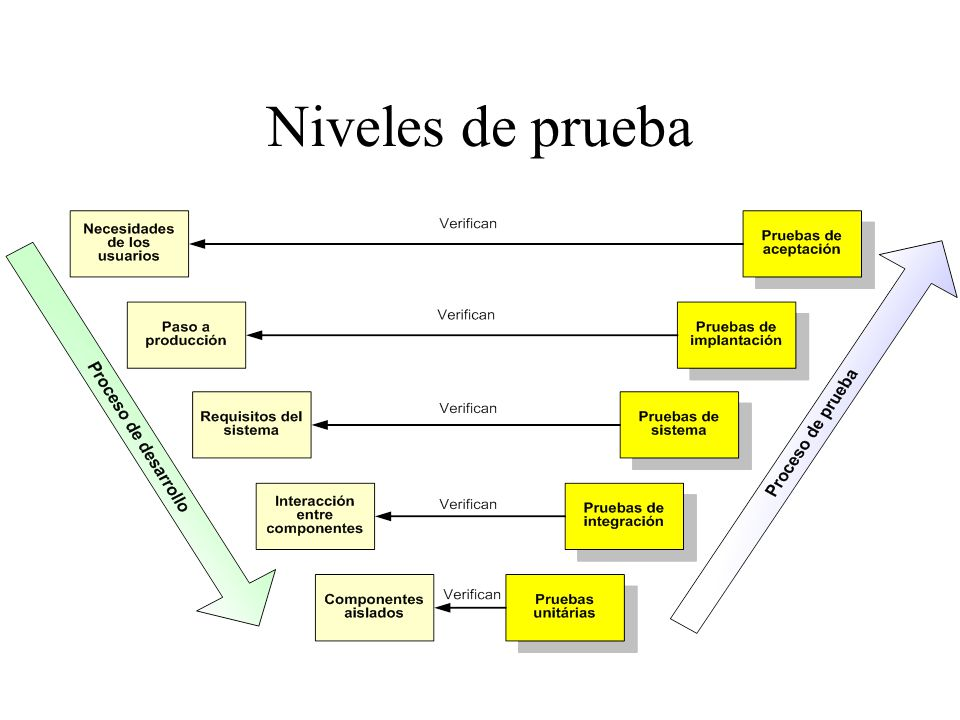 Niveles de prueba
Necesidades
de los
usuarios
Verifican
Pruebas de
aceptación
Paso a
producción
Verifican
Pruebas de
implantación
Requisitos del
sistema
Verifican
Pruebas de
sistema
Interacción
entre
componentes
Verifican
Pruebas de
integración
Componentes
aislados
Verifican
Pruebas
unitárias
Proceso de desarrollo
Proceso de prueba